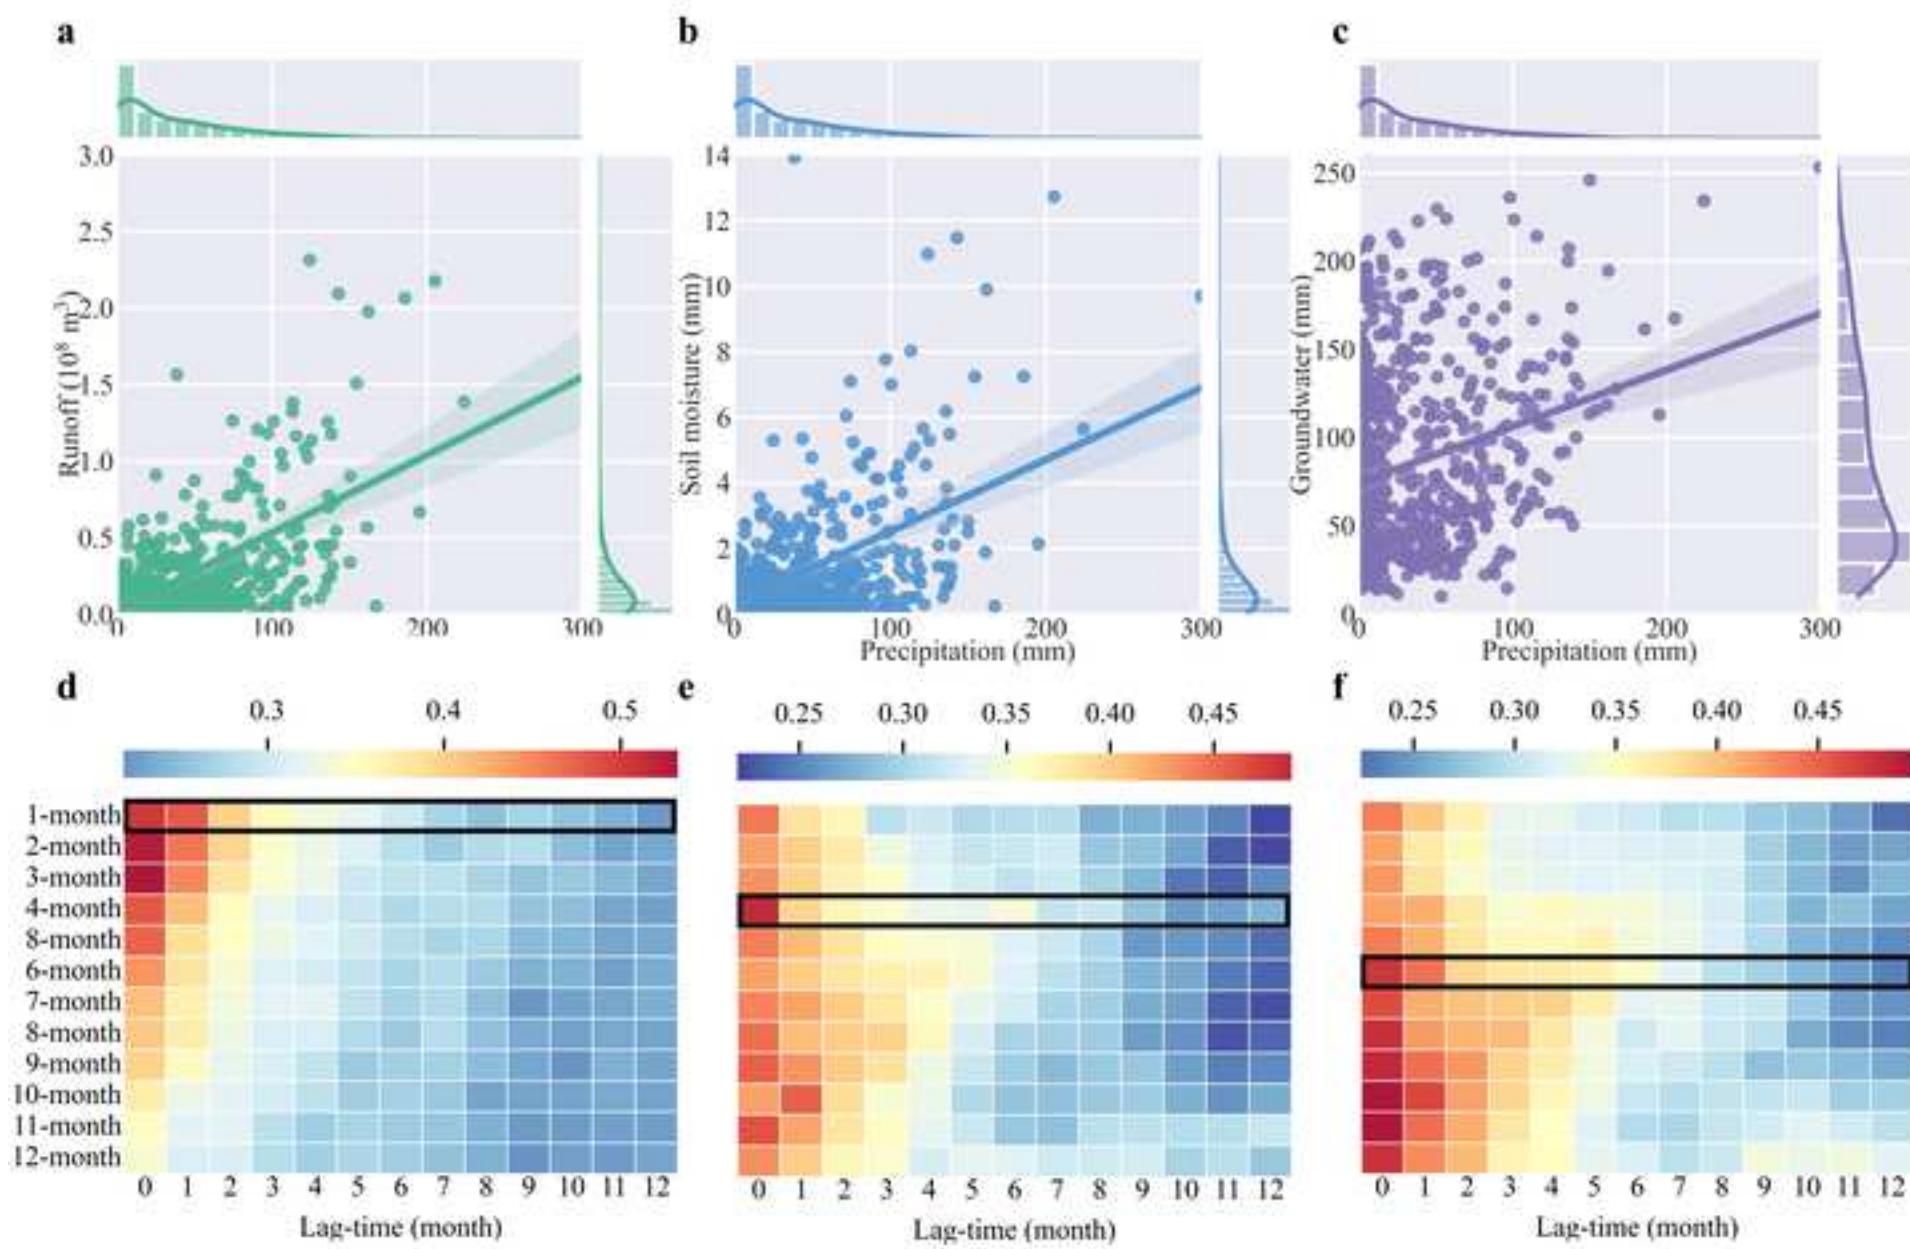 a
b
c
3.0
2.5
2.0
1.5
1.0
0.5
0.0
Runoff (10⁸ m³)
0
100
200
300
14
12
10
8
6
4
2
0
Soil moisture (mm)
0
100
200
300
Precipitation (mm)
250
200
150
100
50
0
Groundwater (mm)
0
100
200
300
Precipitation (mm)
d
e
f
0.3 0.4 0.5
0.25 0.30 0.35 0.40 0.45
0.25 0.30 0.35 0.40 0.45
1-month
2-month
3-month
4-month
8-month
6-month
7-month
8-month
9-month
10-month
11-month
12-month
0 1 2 3 4 5 6 7 8 9 10 11 12
0 1 2 3 4 5 6 7 8 9 10 11 12
0 1 2 3 4 5 6 7 8 9 10 11 12
Lag-time (month)
Lag-time (month)
Lag-time (month)